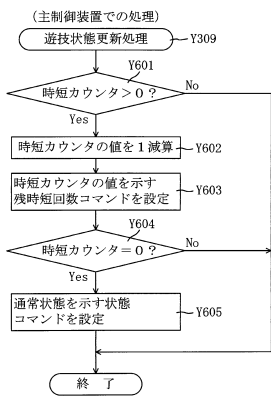 (主制御装置での処理)
遊技状態更新処理
Y309
Y601
時短カウンタ>0?
No
Yes
時短カウンタの値を1減算
Y602
時短カウンタの値を示す
残時短回数コマンドを設定
Y603
Y604
時短カウンタ=0?
No
Yes
通常状態を示す状態
コマンドを設定
Y605
終 了